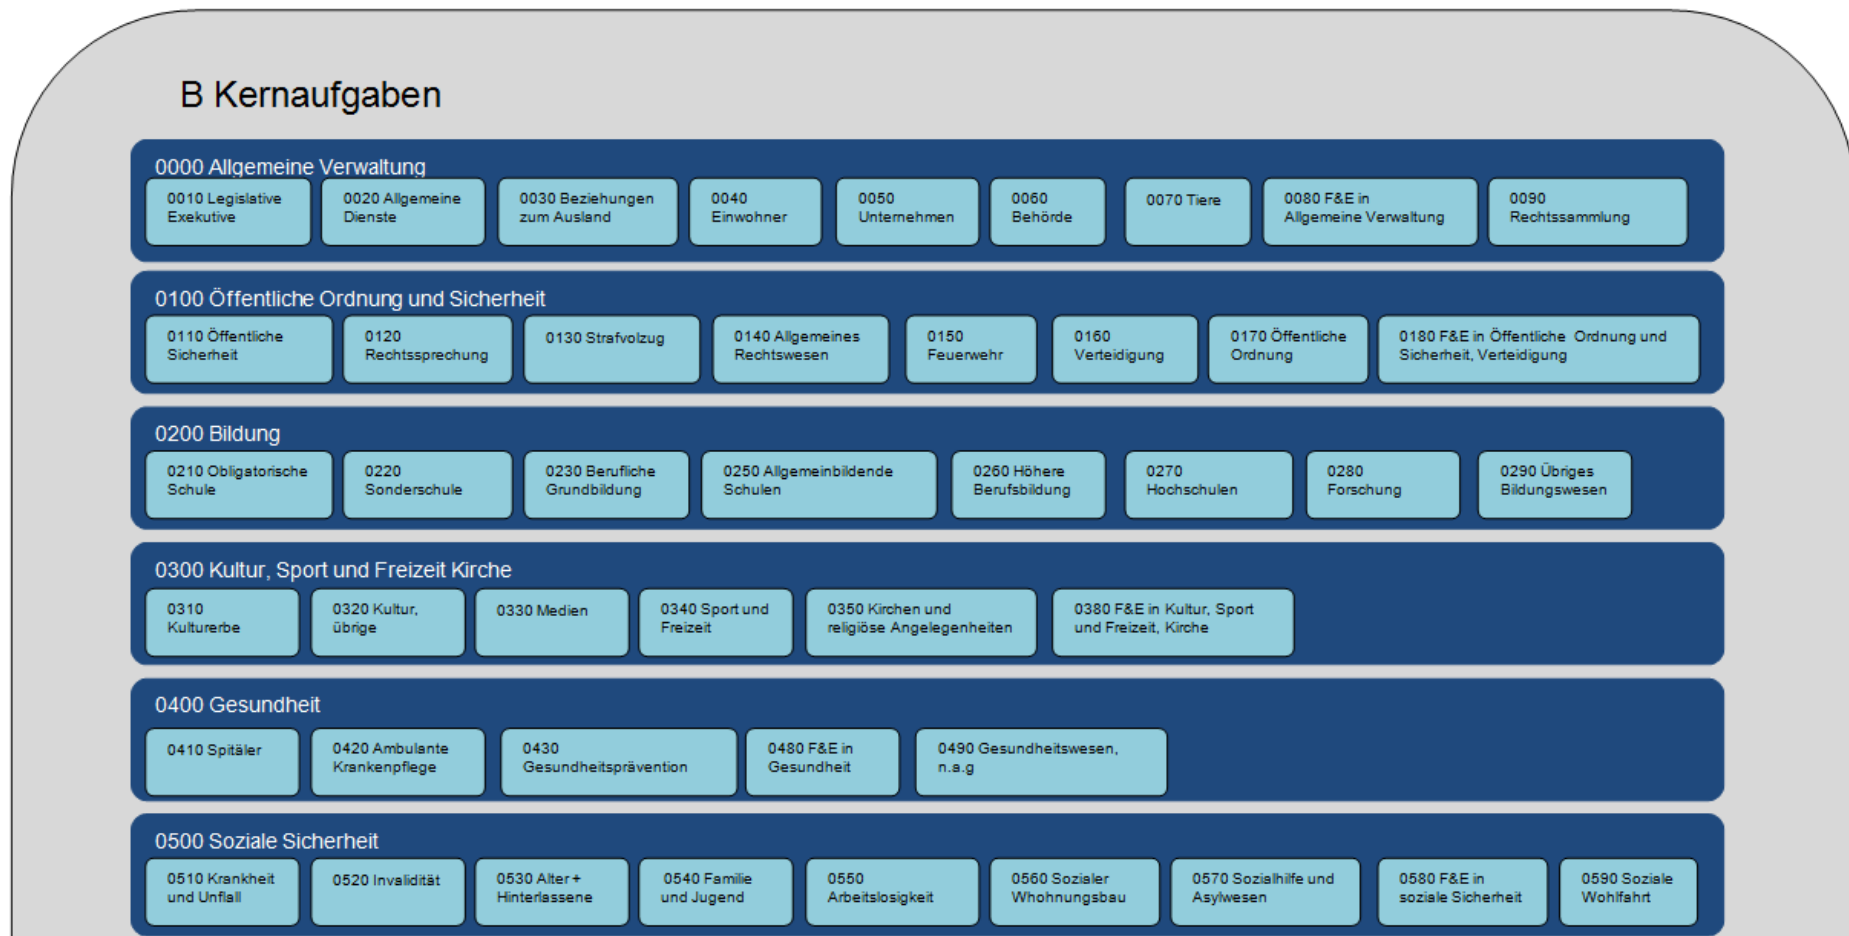 B Kernaufgaben
0000 Allgemeine Verwaltung
0010 Legislative
Exekutive
0020 Allgemeine
Dienste
0030 Beziehungen
zum Ausland
0040
Einwohner
0050
Unternehmen
0060
Behörde
0070 Tiere
0080 F&E in
Allgemeine Verwaltung
0090
Rechtssammlung
0100 Öffentliche Ordnung und Sicherheit
0110 Öffentliche
Sicherheit
0120
Rechtssprechung
0130 Strafvolzug
0140 Allgemeines
Rechtswesen
0150
Feuerwehr
0160
Verteidigung
0170 Öffentliche
Ordnung
0180 F&E in Öffentliche Ordnung und
Sicherheit, Verteidigung
0200 Bildung
0210 Obligatorische
Schule
0220
Sonderschule
0230 Berufliche
Grundbildung
0250 Allgemeinbildende
Schulen
0260 Höhere
Berufsbildung
0270
Hochschulen
0280
Forschung
0290 Übriges
Bildungswesen
0300 Kultur, Sport und Freizeit Kirche
0310
Kulturerbe
0320 Kultur,
übrige
0330 Medien
0340 Sport und
Freizeit
0350 Kirchen und
religiöse Angelegenheiten
0380 F&E in Kultur, Sport
und Freizeit, Kirche
0400 Gesundheit
0410 Spitäler
0420 Ambulante
Krankenpflege
0430
Gesundheitsprävention
0480 F&E in
Gesundheit
0490 Gesundheitswesen,
n.a.g
0500 Soziale Sicherheit
0510 Krankheit
und Unflall
0520 Invalidität
0530 Alter +
Hinterlassene
0540 Familie
und Jugend
0550
Arbeitslosigkeit
0560 Sozialer
Whohnungsbau
0570 Sozialhilfe und
Asylwesen
0580 F&E in
soziale Sicherheit
0590 Soziale
Wohlfahrt